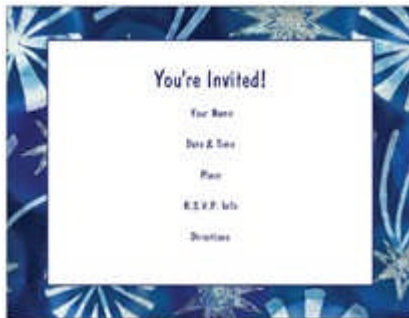 You're Invited!
Your Name
Date & Time
Place
R.S.V.P. Info
Directions